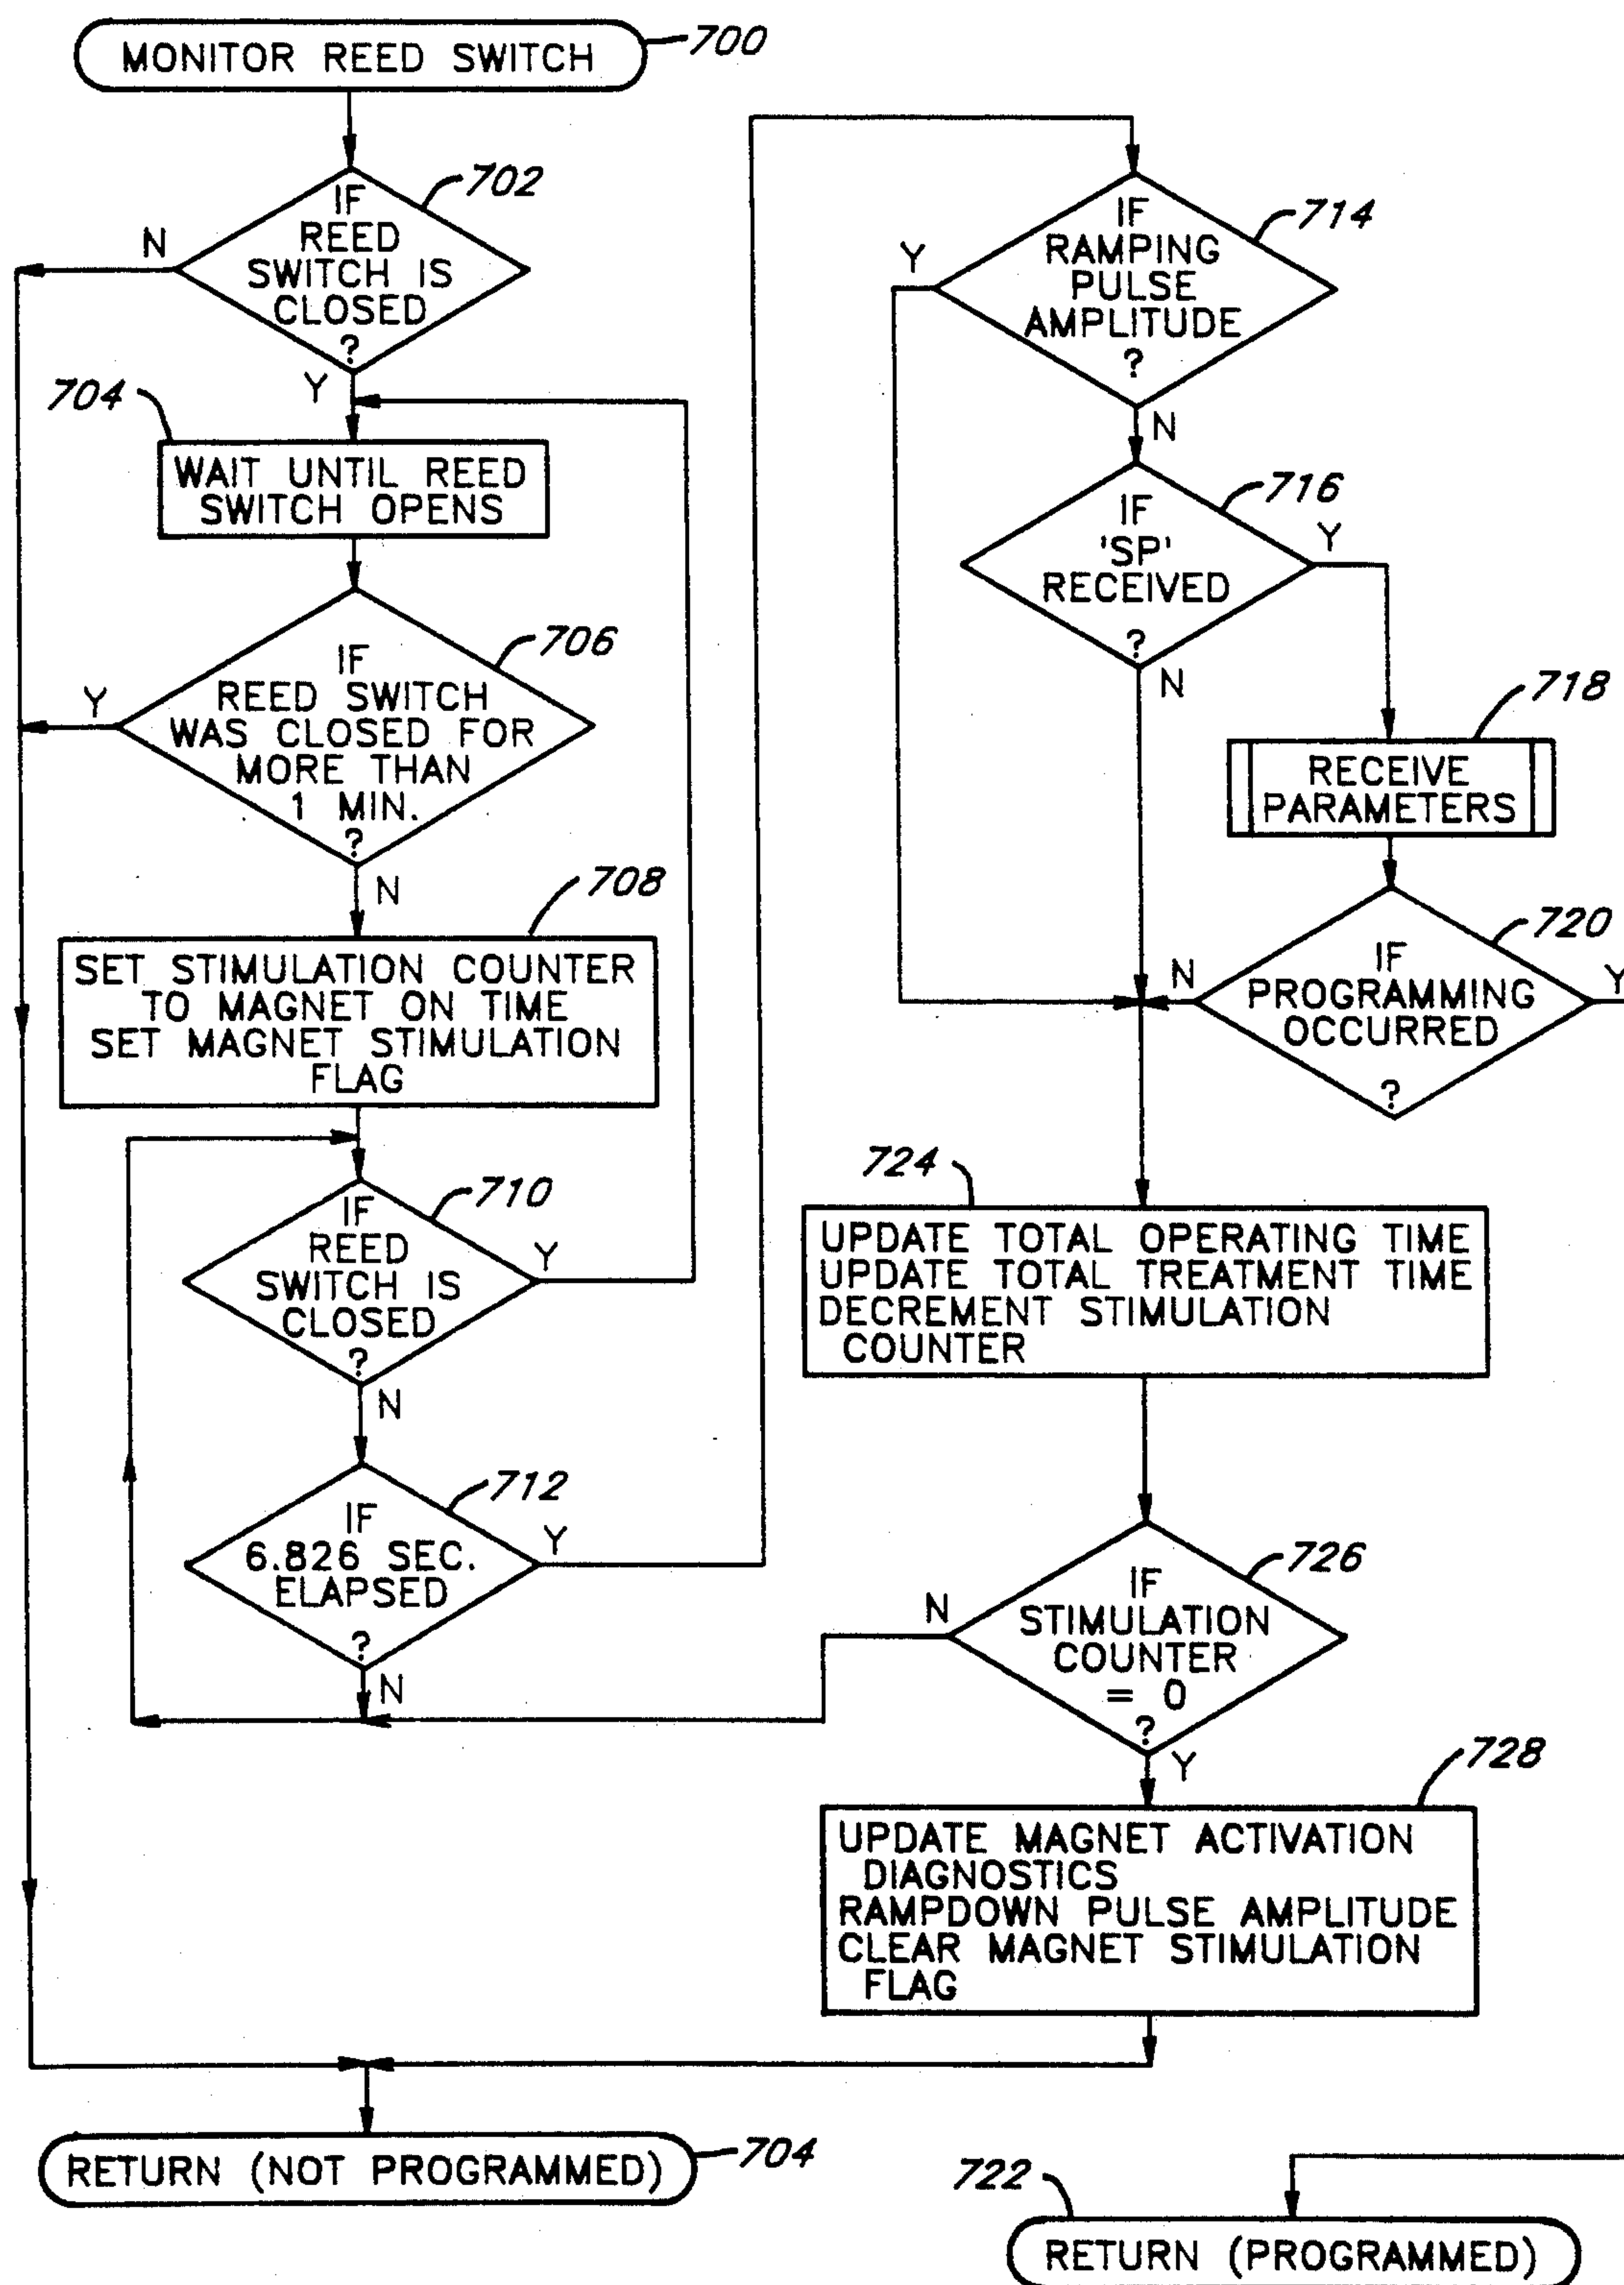 MONITOR REED SWITCH
700
IF
REED
SWITCH IS
CLOSED
?
702
N
Y
704
WAIT UNTIL REED
SWITCH OPENS
IF
REED SWITCH
WAS CLOSED FOR
MORE THAN
1 MIN.
?
706
Y
N
708
SET STIMULATION COUNTER
TO MAGNET ON TIME
SET MAGNET STIMULATION
FLAG
IF
REED
SWITCH IS
CLOSED
?
710
Y
N
IF
6.826 SEC.
ELAPSED
?
712
Y
N
IF
RAMPING
PULSE
AMPLITUDE
?
714
Y
N
IF
'SP'
RECEIVED
?
716
Y
N
718
RECEIVE
PARAMETERS
IF
PROGRAMMING
OCCURRED
?
720
N
Y
724
UPDATE TOTAL OPERATING TIME
UPDATE TOTAL TREATMENT TIME
DECREMENT STIMULATION
COUNTER
IF
STIMULATION
COUNTER
= 0
?
726
N
Y
728
UPDATE MAGNET ACTIVATION
DIAGNOSTICS
RAMPDOWN PULSE AMPLITUDE
CLEAR MAGNET STIMULATION
FLAG
RETURN (NOT PROGRAMMED)
704
722
RETURN (PROGRAMMED)